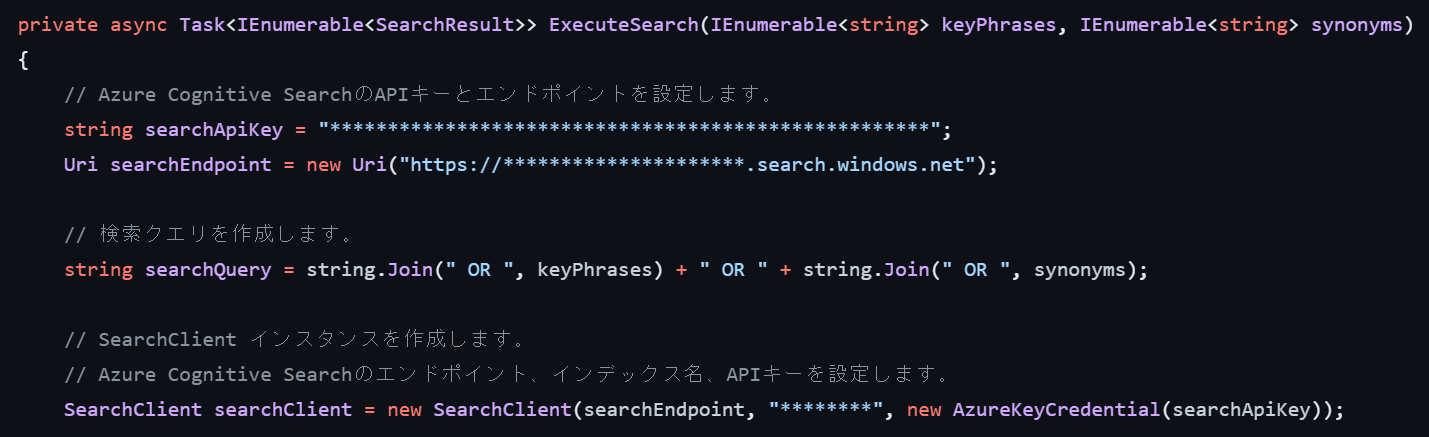 private async Task<IEnumerable<SearchResult>> ExecuteSearch(IEnumerable<string> keyPhrases, IEnumerable<string> synonyms)
{
    // Azure Cognitive SearchのAPIキーとエンドポイントを設定します。
    string searchApiKey = "****************************************************";
    Uri searchEndpoint = new Uri("https://*********************.search.windows.net");

    // 検索クエリを作成します。
    string searchQuery = string.Join(" OR ", keyPhrases) + " OR " + string.Join(" OR ", synonyms);

    // SearchClient インスタンスを作成します。
    // Azure Cognitive Searchのエンドポイント、インデックス名、APIキーを設定します。
    SearchClient searchClient = new SearchClient(searchEndpoint, "********", new AzureKeyCredential(searchApiKey));